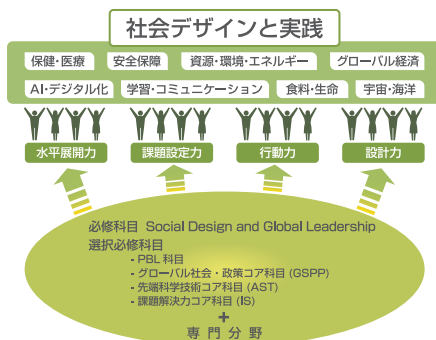 社会デザインと実践
保健・医療 安全保障 資源・環境・エネルギー グローバル経済
AI・デジタル化 学習・コミュニケーション 食料・生命 宇宙・海洋
水平展開力 課題設定力 行動力 設計力
必修科目 Social Design and Global Leadership
選択必修科目
- PBL 科目
- グローバル社会・政策コア科目 (GSPP)
- 先端科学技術コア科目 (AST)
- 課題解決力コア科目 (IS)
+
専門分野